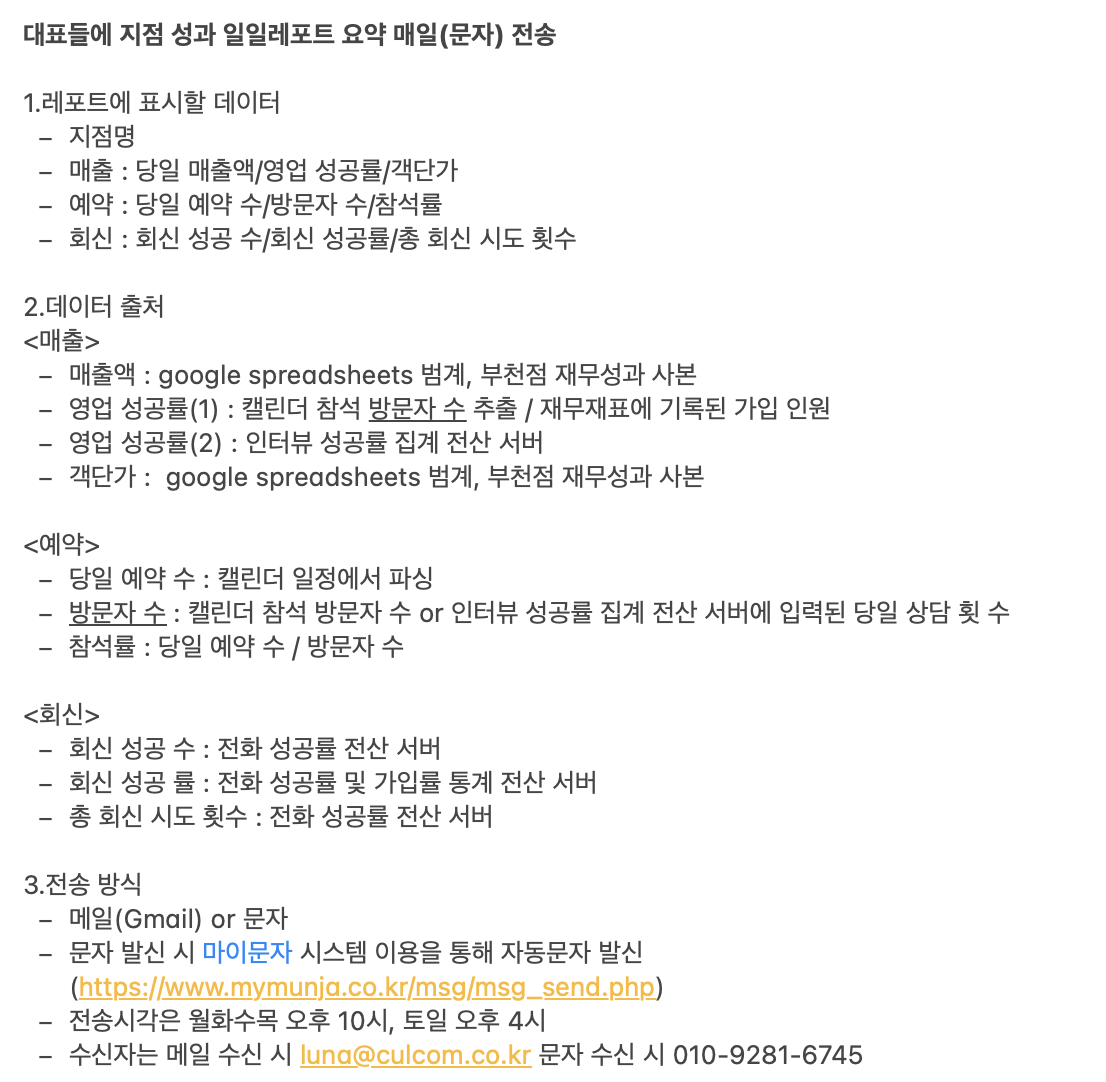 대표들에 지점 성과 일일레포트 요약 매일(문자) 전송
1.레포트에 표시할 데이터
– 지점명
– 매출 : 당일 매출액/영업 성공률/객단가
– 예약 : 당일 예약 수/방문자 수/참석률
– 회신 : 회신 성공 수/회신 성공률/총 회신 시도 횟수
2.데이터 출처
<매출>
– 매출액 : google spreadsheets 범계, 부천점 재무성과 사본
– 영업 성공률(1) : 캘린더 참석 방문자 수 추출 / 재무재표에 기록된 가입 인원
– 영업 성공률(2) : 인터뷰 성공률 집계 전산 서버
– 객단가 :  google spreadsheets 범계, 부천점 재무성과 사본
<예약>
– 당일 예약 수 : 캘린더 일정에서 파싱
– 방문자 수 : 캘린더 참석 방문자 수 or 인터뷰 성공률 집계 전산 서버에 입력된 당일 상담 횟 수
– 참석률 : 당일 예약 수 / 방문자 수
<회신>
– 회신 성공 수 : 전화 성공률 전산 서버
– 회신 성공 률 : 전화 성공률 및 가입률 통계 전산 서버
– 총 회신 시도 횟수 : 전화 성공률 전산 서버
3.전송 방식
– 메일(Gmail) or 문자
– 문자 발신 시 마이문자 시스템 이용을 통해 자동문자 발신
(https://www.mymunja.co.kr/msg/msg_send.php)
– 전송시각은 월화수목 오후 10시, 토일 오후 4시
– 수신자는 메일 수신 시 luna@culcom.co.kr 문자 수신 시 010-9281-6745